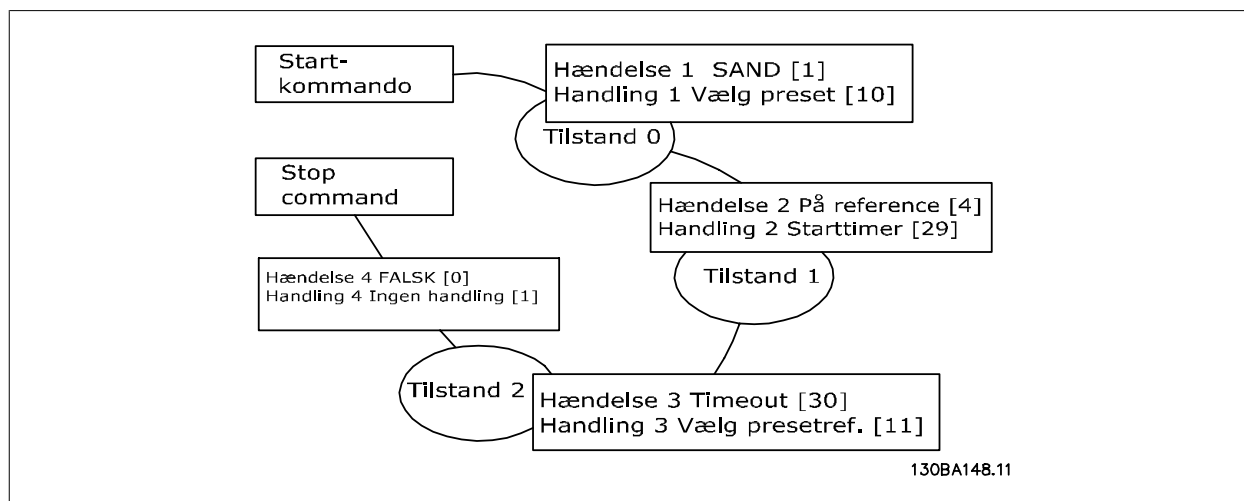 Start-
kommando
Hændelse 1 SAND [1]
Handling 1 Vælg preset [10]
Tilstand 0
Stop
command
Hændelse 2 På reference [4]
Handling 2 Starttimer [29]
Tilstand 1
Hændelse 4 FALSK [0]
Handling 4 Ingen handling [1]
Tilstand 2
Hændelse 3 Timeout [30]
Handling 3 Vælg presetref. [11]
130BA148.11